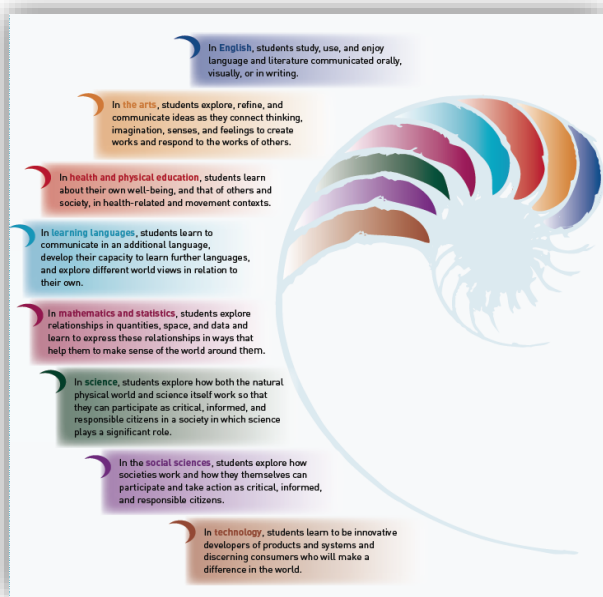 In English, students study, use, and enjoy
language and literature communicated orally,
visually, or in writing.
In the arts, students explore, refine, and
communicate ideas as they connect thinking,
imagination, senses, and feelings to create
works and respond to the works of others.
In health and physical education, students learn
about their own well-being, and that of others and
society, in health-related and movement contexts.
In learning languages, students learn to
communicate in an additional language,
develop their capacity to learn further languages,
and explore different world views in relation to
their own.
In mathematics and statistics, students explore
relationships in quantities, space, and data and
learn to express these relationships in ways that
help them to make sense of the world around them.
In science, students explore how both the natural
physical world and science itself work so that
they can participate as critical, informed, and
responsible citizens in a society in which science
plays a significant role.
In the social sciences, students explore how
societies work and how they themselves can
participate and take action as critical, informed,
and responsible citizens.
In technology, students learn to be innovative
developers of products and systems and
discerning consumers who will make a
difference in the world.